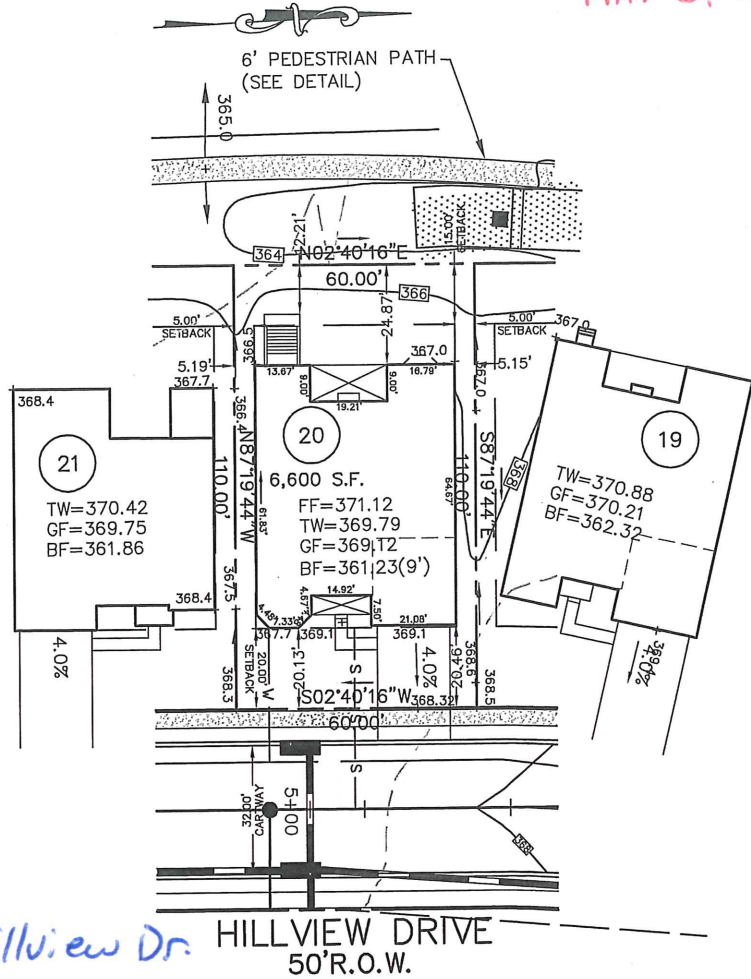 N
6' PEDESTRIAN PATH
(SEE DETAIL)
365.0
12.21'
5.00'
SETBACK
364
N02°40'16"E
60.00'
366
24.87'
5.00'
SETBACK
366.5
367.0
5.00'
SETBACK
367.0
5.19'
367.7
13.67'
9.00'
19.21'
9.00'
16.79'
367.0
5.15'
368.4
366.4
21
TW=370.42
GF=369.75
BF=361.86
110.00'
N87°19'44"W
20
6,600 S.F.
FF=371.12
TW=369.79
GF=369.12
BF=361.23(9')
61.83'
64.67'
110.00'
S87°19'44"E
368
19
TW=370.88
GF=370.21
BF=362.32
367.5
368.4
14.92'
4.67'
7.50'
4.48'
1.33'
367.7
369.1
21.08'
369.1
4.0%
368.3
SETBACK
20.00'
W
20.13'
S
4.0%
20.46'
368.6
368.5
4.0%
S02°40'16"W
368.32
60.00'
S
S
32.00'
CARTWAY
5+00
368
HILLVIEW DRIVE
50'R.O.W.
llview Dr.